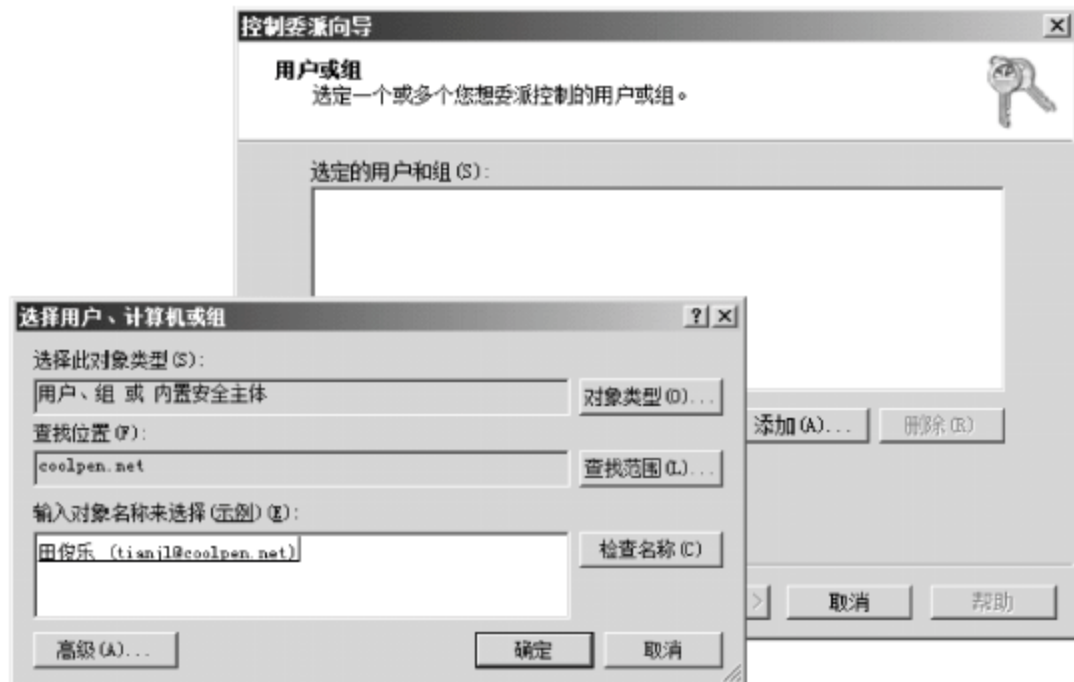 控制委派向导
用户或组
选定一个或多个您想委派控制的用户或组。
选定的用户和组(S):
添加(A)...
删除(R)
>
取消
帮助
选择用户、计算机或组
选择此对象类型(S):
用户、组 或 内置安全主体
对象类型(O)...
查找位置(F):
coolpen.net
查找范围(L)...
输入对象名称来选择(示例)(E):
田俊乐 (tianjl@coolpen.net)
检查名称(C)
高级(A)...
确定
取消